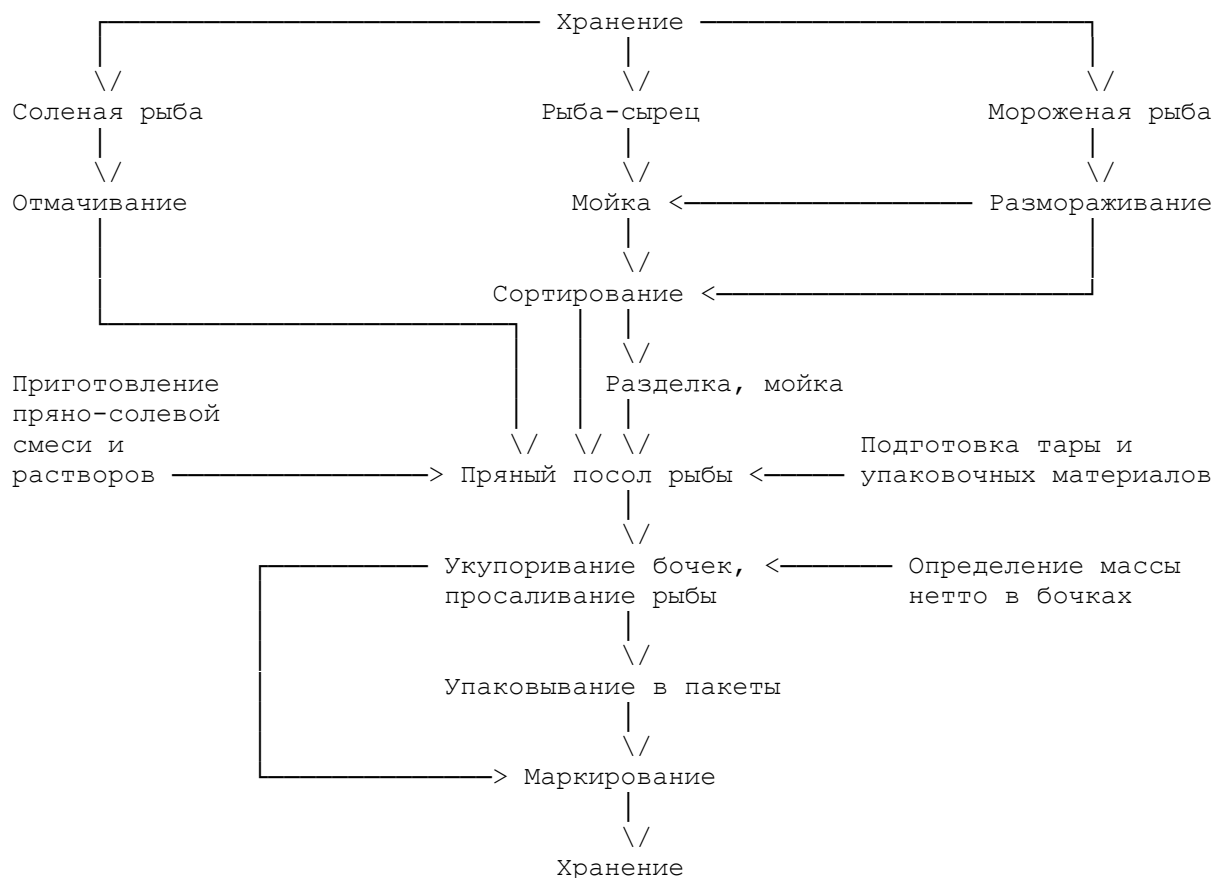 Хранение
Соленая рыба Рыба-сырец Мороженая рыба
Отмачивание Мойка Размораживание
Сортирование
Приготовление Разделка, мойка
пряно-солевой
смеси и Подготовка тары и
растворов Пряный посол рыбы упаковочных материалов
Укупоривание бочек, Определение массы
просаливание рыбы нетто в бочках
Упаковывание в пакеты
Маркирование
Хранение